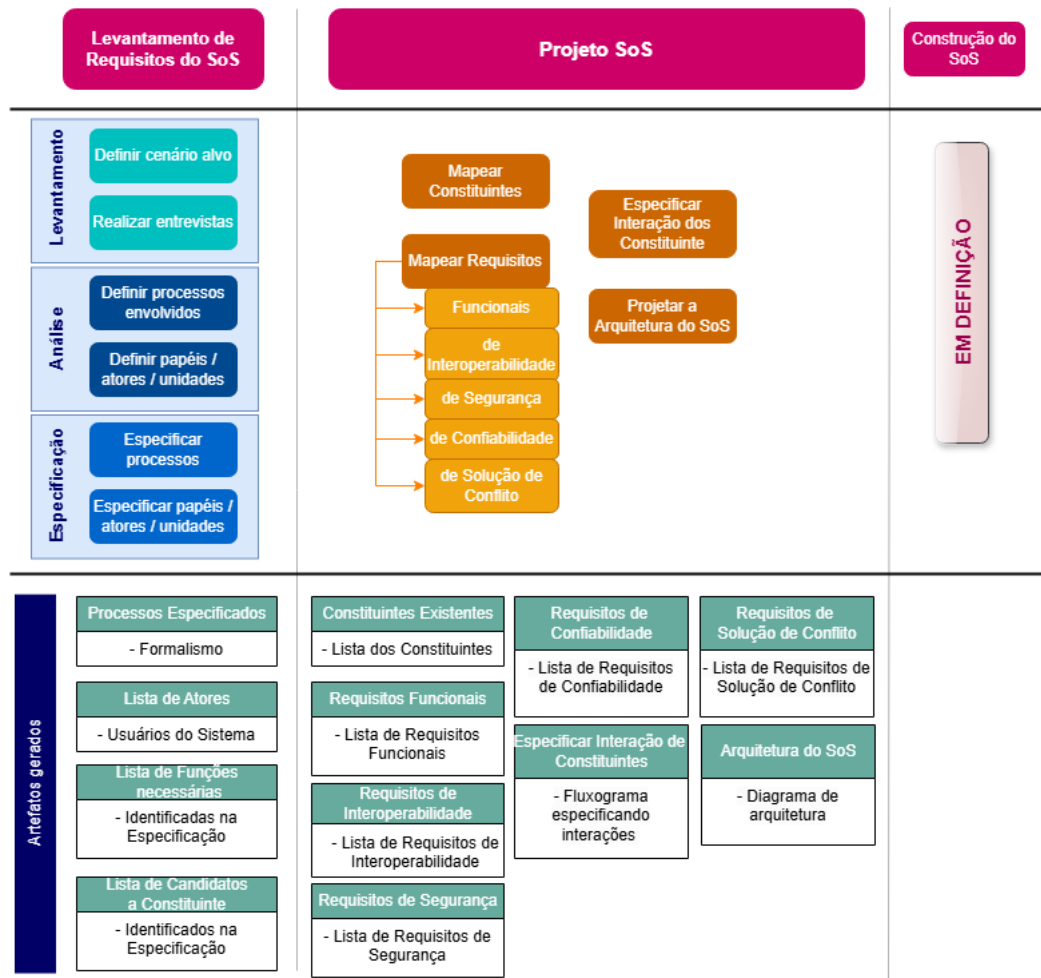 Levantamento de
Requisitos do SoS
Projeto SoS
Construção do
SoS
Levantamento
Definir cenário alvo
Realizar entrevistas
Análise
Definir processos
envolvidos
Definir papéis /
atores / unidades
Especificação
Especificar
processos
Especificar papéis /
atores / unidades
Mapear
Constituintes
Mapear Requisitos
Funcionais
de
Interoperabilidade
de Segurança
de Confiabilidade
de Solução de
Conflito
Especificar
Interação dos
Constituinte
Projetar a
Arquitetura do SoS
EM DEFINIÇÃO
Artefatos gerados
Processos Especificados
- Formalismo
Lista de Atores
- Usuários do Sistema
Lista de Funções
necessárias
- Identificadas na
Especificação
Lista de Candidatos
a Constituinte
- Identificados na
Especificação
Constituintes Existentes
- Lista dos Constituintes
Requisitos Funcionais
- Lista de Requisitos
Funcionais
Requisitos de
Interoperabilidade
- Lista de Requisitos de
Interoperabilidade
Requisitos de Segurança
- Lista de Requisitos de
Segurança
Requisitos de
Confiabilidade
- Lista de Requisitos
de Confiabilidade
Especificar Interação de
Constituintes
- Fluxograma
especificando
interações
Requisitos de
Solução de Conflito
- Lista de Requisitos de
Solução de Conflito
Arquitetura do SoS
- Diagrama de
arquitetura